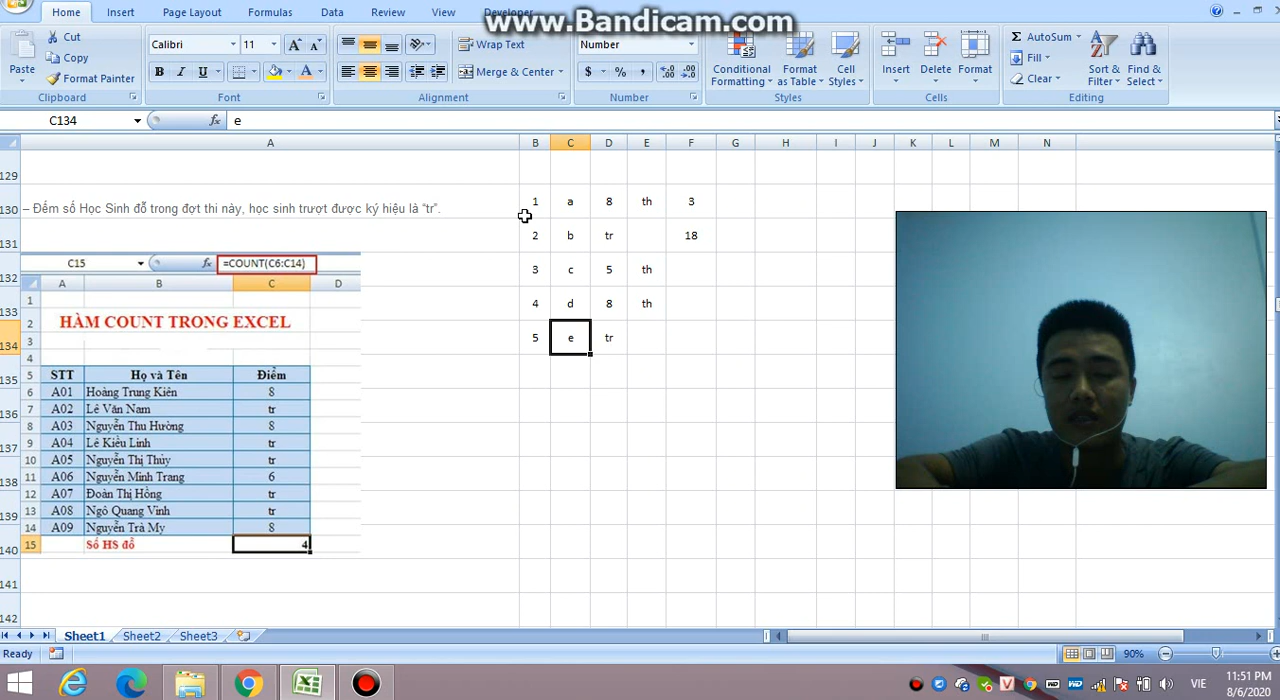 www.Bandicam.com
Home Insert Page Layout Formulas Data Review View Developer
Cut
Copy
Format Painter
Paste
Clipboard
Calibri 11
B I U
Font
Wrap Text
Merge & Center
Alignment
Number
$ % ,
Number
Conditional Formatting
Format as Table
Cell Styles
Styles
Insert Delete Format
Cells
AutoSum
Fill
Clear
Sort & Filter
Find & Select
Editing
C134 fx e
A B C D E F G H I J K L M N
129
130 – Đếm số Học Sinh đỗ trong đợt thi này, học sinh trượt được ký hiệu là “tr”. 1 a 8 th 3
131 2 b tr 18
132 3 c 5 th
133 4 d 8 th
134 5 e tr
135
136
137
138
139
140
141
142
C15 fx =COUNT(C6:C14)
A B C D
1
2 HÀM COUNT TRONG EXCEL
3
4
5 STT Họ và Tên Điểm
6 A01 Hoàng Trung Kiên 8
7 A02 Lê Văn Nam tr
8 A03 Nguyễn Thu Hường 8
9 A04 Lê Kiều Linh tr
10 A05 Nguyễn Thị Thủy tr
11 A06 Nguyễn Minh Trang 6
12 A07 Đoàn Thị Hồng tr
13 A08 Ngô Quang Vinh tr
14 A09 Nguyễn Trà My 8
15 Số HS đỗ 4
Sheet1 Sheet2 Sheet3
Ready 90%
VIE 11:51 PM
8/6/2020